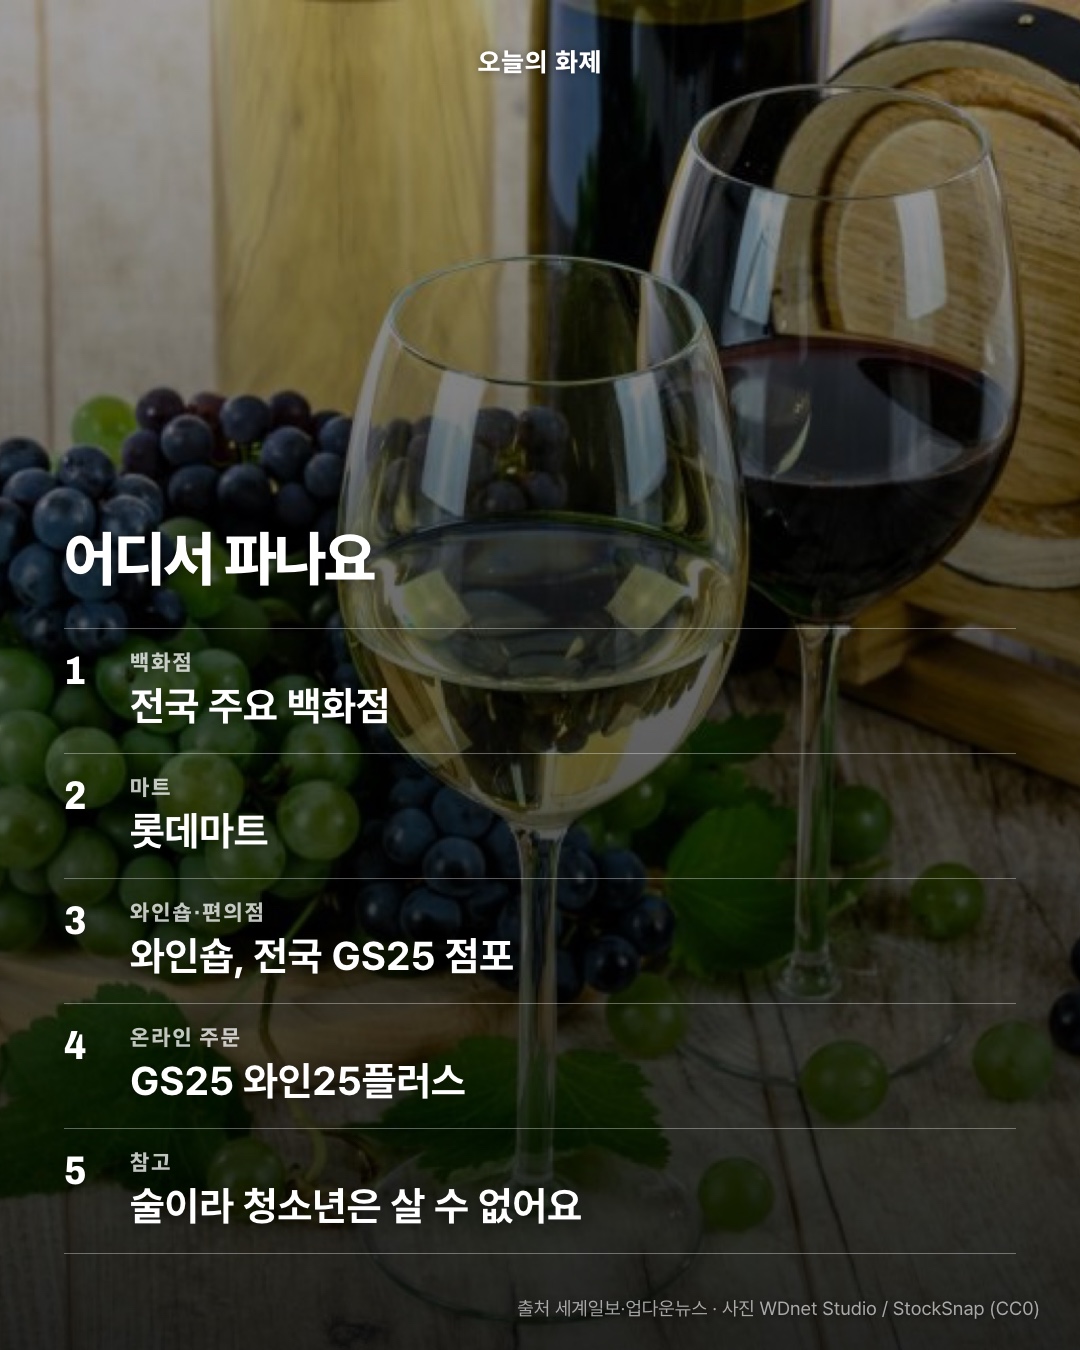 오늘의 화제
어디서 파나요
1
백화점
전국 주요 백화점
2
마트
롯데마트
3
와인숍·편의점
와인숍, 전국 GS25 점포
4
온라인 주문
GS25 와인25플러스
5
참고
술이라 청소년은 살 수 없어요
출처 세계일보·업다운뉴스 · 사진 WDnet Studio / StockSnap (CC0)